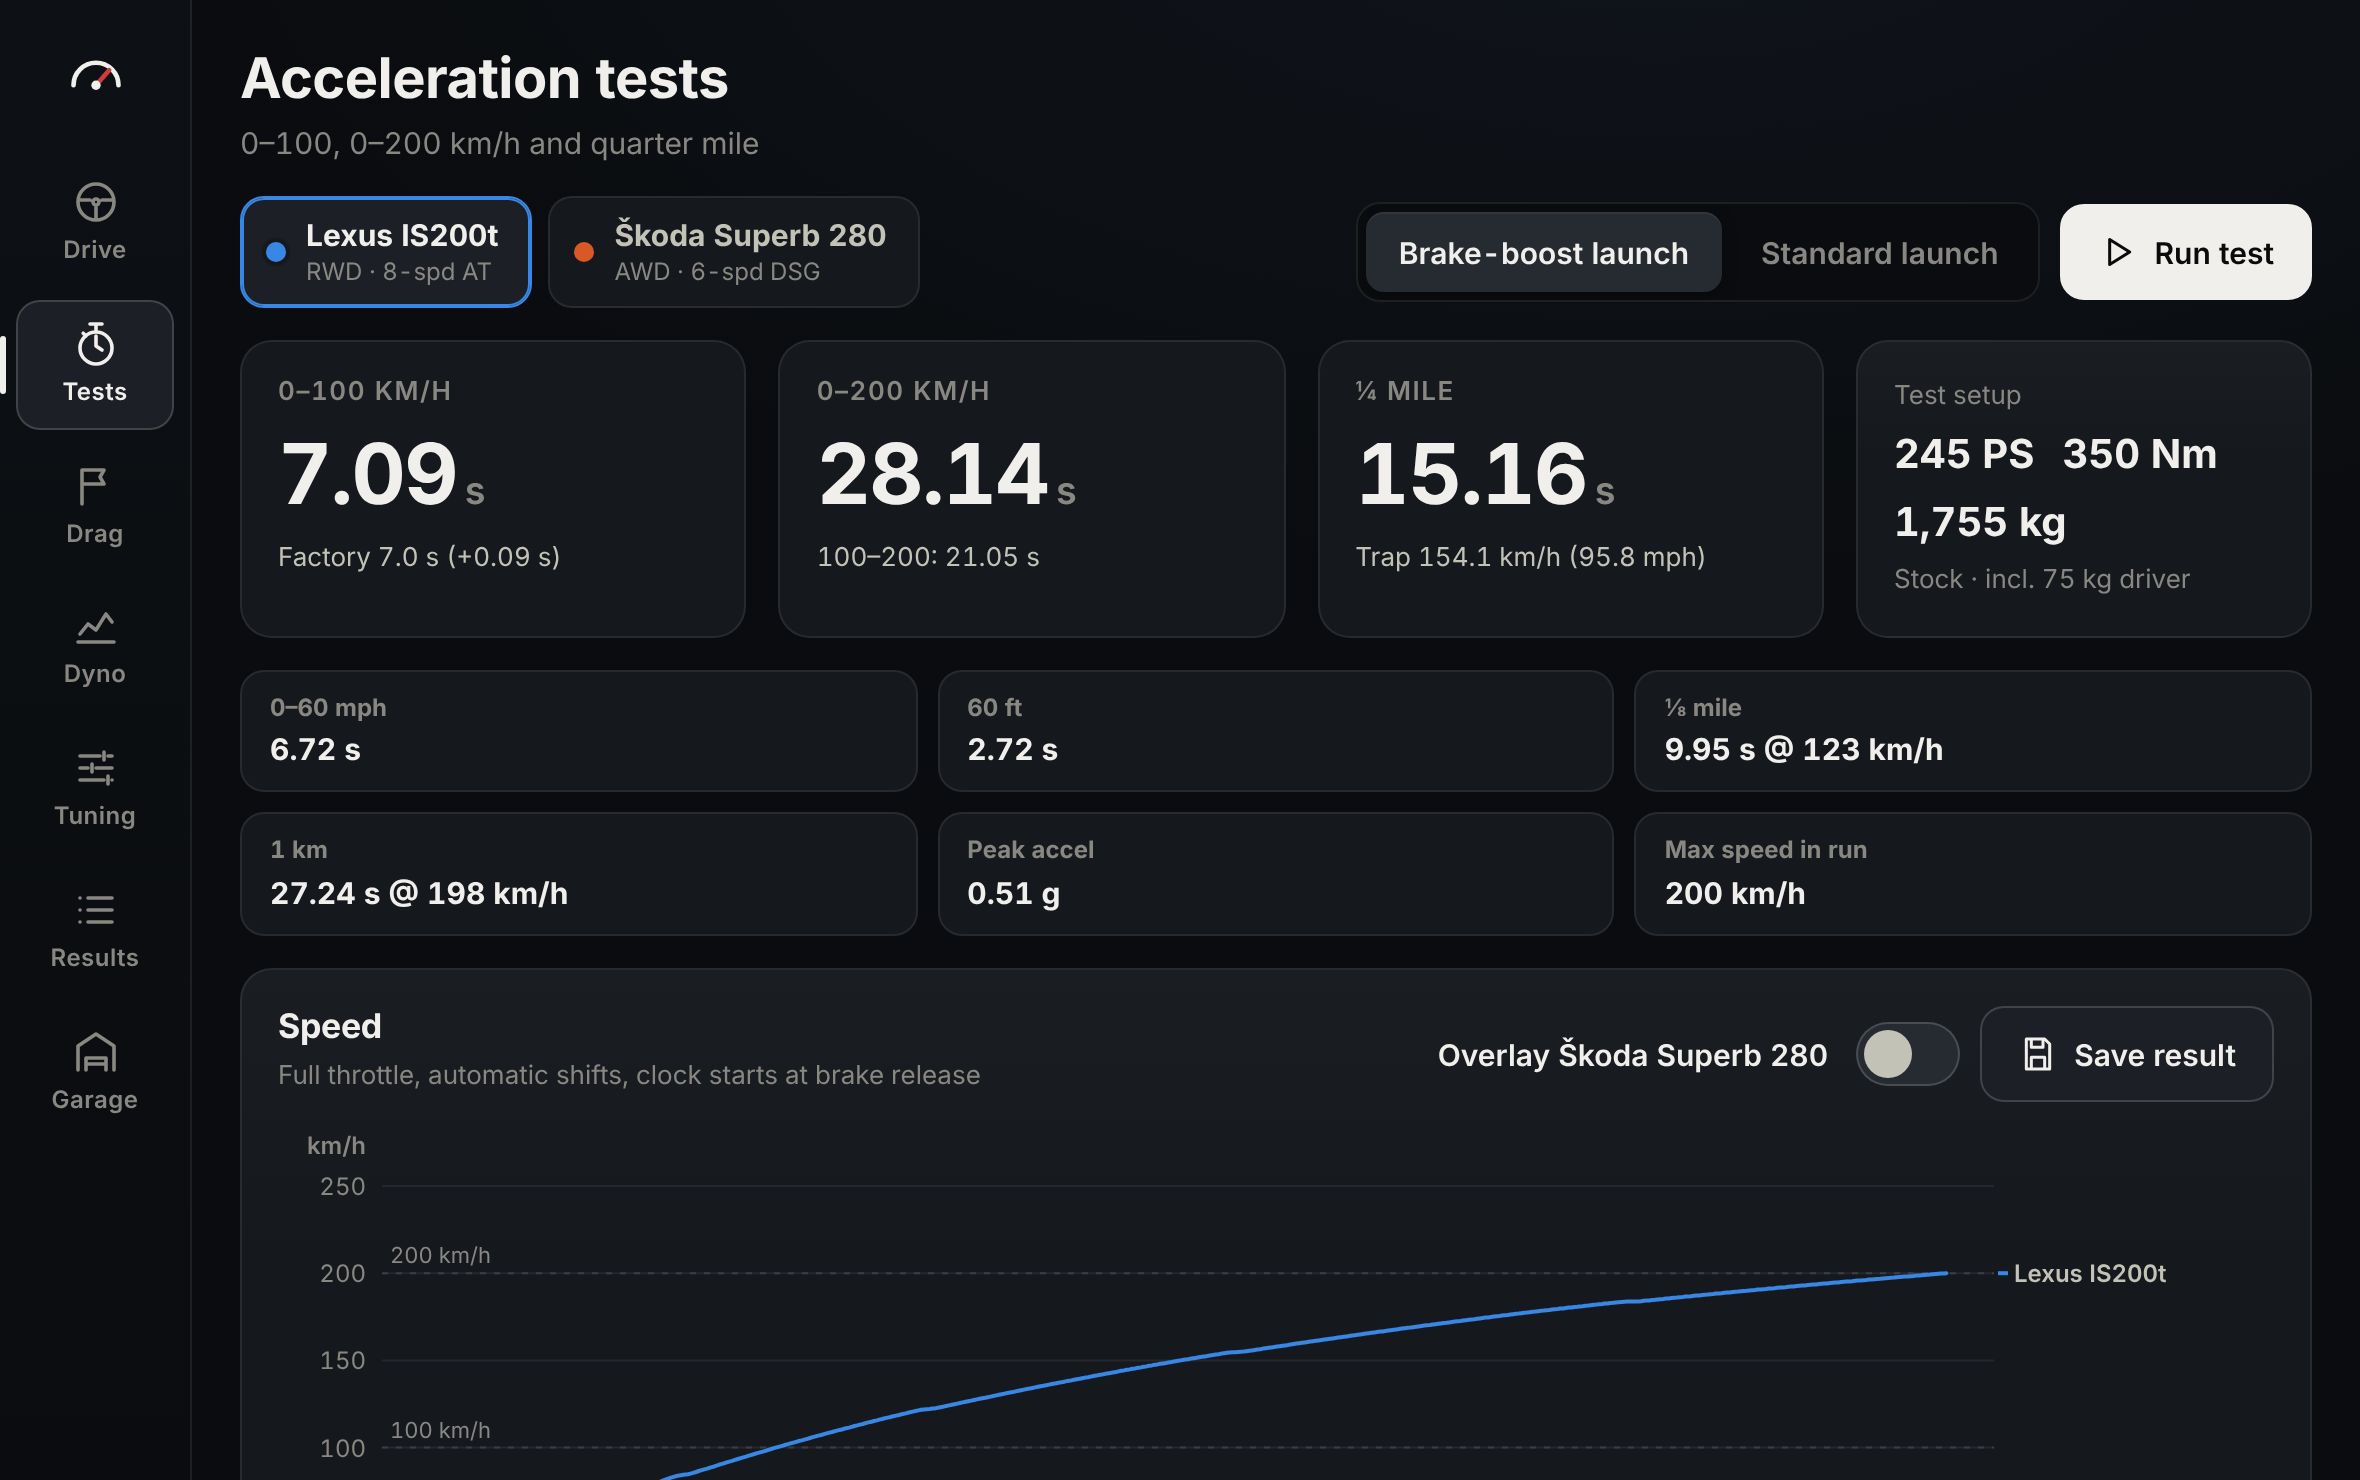 Acceleration tests
0–100, 0–200 km/h and quarter mile
Drive
Tests
Drag
Dyno
Tuning
Results
Garage
Lexus IS200t
RWD · 8-spd AT
Škoda Superb 280
AWD · 6-spd DSG
Brake-boost launch
Standard launch
Run test
0–100 KM/H
7.09 s
Factory 7.0 s (+0.09 s)
0–200 KM/H
28.14 s
100–200: 21.05 s
¼ MILE
15.16 s
Trap 154.1 km/h (95.8 mph)
Test setup
245 PS 350 Nm
1,755 kg
Stock · incl. 75 kg driver
0–60 mph
6.72 s
60 ft
2.72 s
⅛ mile
9.95 s @ 123 km/h
1 km
27.24 s @ 198 km/h
Peak accel
0.51 g
Max speed in run
200 km/h
Speed
Full throttle, automatic shifts, clock starts at brake release
Overlay Škoda Superb 280
Save result
km/h
250
200 km/h
200
Lexus IS200t
150
100 km/h
100